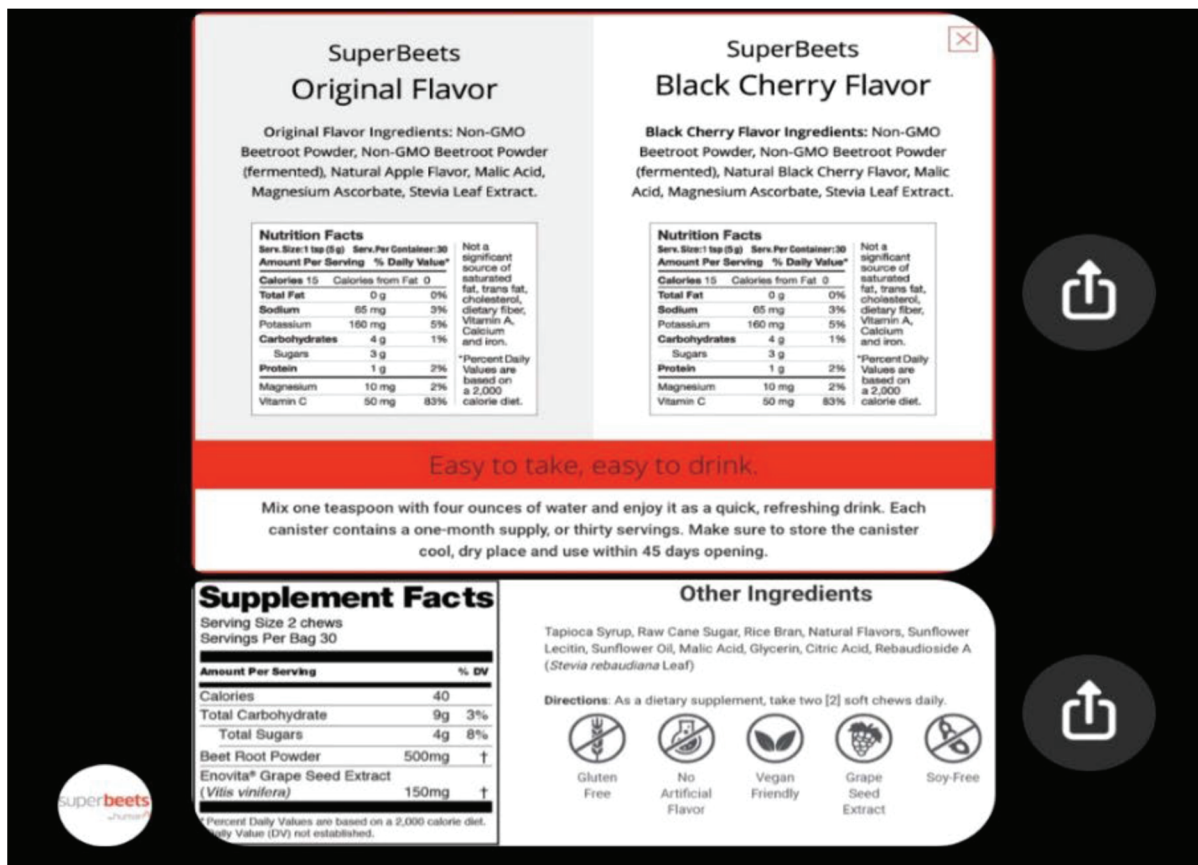 SuperBeets
Original Flavor
Original Flavor Ingredients: Non-GMO
Beetroot Powder, Non-GMO Beetroot Powder
(fermented), Natural Apple Flavor, Malic Acid,
Magnesium Ascorbate, Stevia Leaf Extract.
Nutrition Facts
Serv. Size:1 tsp (5g) Serv. Per Container:30
Amount Per Serving % Daily Value*
Calories 15 Calories from Fat 0
Total Fat 0 g 0%
Sodium 65 mg 3%
Potassium 160 mg 5%
Carbohydrates 4 g 1%
Sugars 3 g
Protein 1 g 2%
Magnesium 10 mg 2%
Vitamin C 50 mg 83%
Not a
significant
source of
saturated
fat, trans fat,
cholesterol,
dietary fiber,
Vitamin A,
Calcium
and iron.
*Percent Daily
Values are
based on
a 2,000
calorie diet.
SuperBeets
Black Cherry Flavor
Black Cherry Flavor Ingredients: Non-GMO
Beetroot Powder, Non-GMO Beetroot Powder
(fermented), Natural Black Cherry Flavor, Malic
Acid, Magnesium Ascorbate, Stevia Leaf Extract.
Nutrition Facts
Serv. Size:1 tsp (5g) Serv. Per Container:30
Amount Per Serving % Daily Value*
Calories 15 Calories from Fat 0
Total Fat 0 g 0%
Sodium 65 mg 3%
Potassium 160 mg 5%
Carbohydrates 4 g 1%
Sugars 3 g
Protein 1 g 2%
Magnesium 10 mg 2%
Vitamin C 50 mg 83%
Not a
significant
source of
saturated
fat, trans fat,
cholesterol,
dietary fiber,
Vitamin A,
Calcium
and iron.
*Percent Daily
Values are
based on
a 2,000
calorie diet.
Easy to take, easy to drink.
Mix one teaspoon with four ounces of water and enjoy it as a quick, refreshing drink. Each
canister contains a one-month supply, or thirty servings. Make sure to store the canister
cool, dry place and use within 45 days opening.
Supplement Facts
Serving Size 2 chews
Servings Per Bag 30
Amount Per Serving % DV
Calories 40
Total Carbohydrate 9g 3%
Total Sugars 4g 8%
Beet Root Powder 500mg †
Enovita® Grape Seed Extract
(Vitis vinifera) 150mg †
*Percent Daily Values are based on a 2,000 calorie diet.
Daily Value (DV) not established.
Other Ingredients
Tapioca Syrup, Raw Cane Sugar, Rice Bran, Natural Flavors, Sunflower
Lecitin, Sunflower Oil, Malic Acid, Glycerin, Citric Acid, Rebaudioside A
(Stevia rebaudiana Leaf)
Directions: As a dietary supplement, take two [2] soft chews daily.
Gluten
Free
No
Artificial
Flavor
Vegan
Friendly
Grape
Seed
Extract
Soy-Free
superbeets
humann